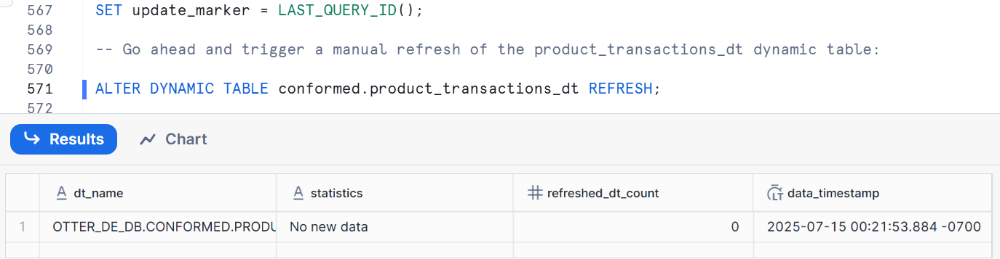 567 SET update_marker = LAST_QUERY_ID();
568
569 -- Go ahead and trigger a manual refresh of the product_transactions_dt dynamic table:
570
571 ALTER DYNAMIC TABLE conformed.product_transactions_dt REFRESH;
572
Results Chart
dt_name statistics refreshed_dt_count data_timestamp
1 OTTER_DE_DB.CONFORMED.PRODU No new data 0 2025-07-15 00:21:53.884 -0700